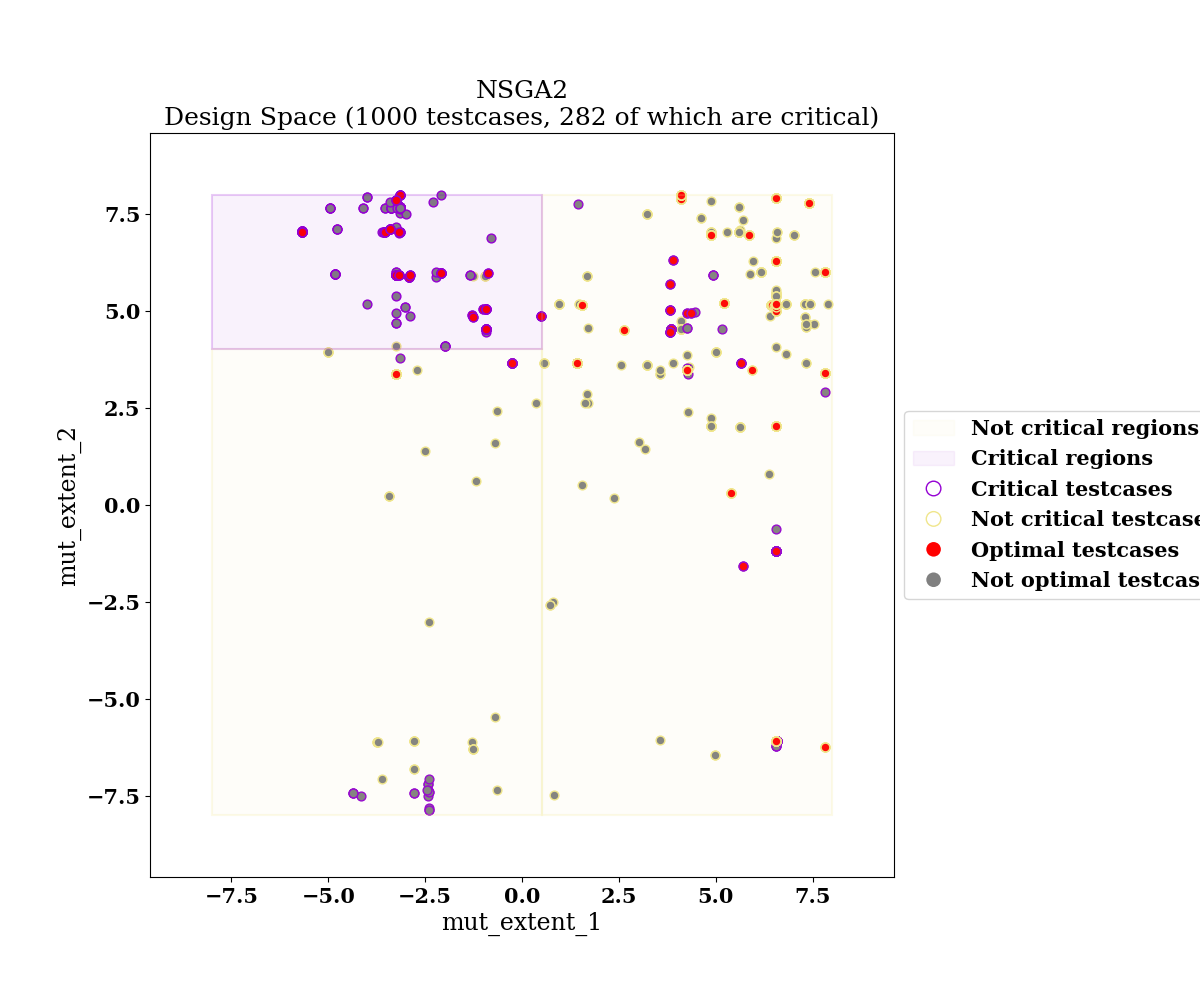 NSGA2
Design Space (1000 testcases, 282 of which are critical)
7.5
5.0
2.5
0.0
−2.5
−5.0
−7.5
mut_extent_2
−7.5 −5.0 −2.5 0.0 2.5 5.0 7.5
mut_extent_1
Not critical regions
Critical regions
Critical testcases
Not critical testcase
Optimal testcases
Not optimal testcas